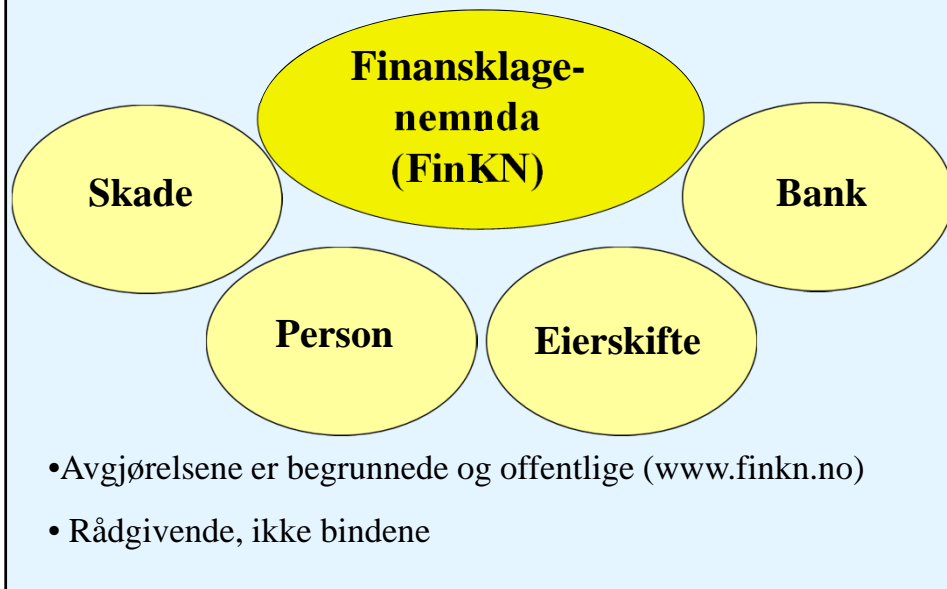 Finansklage-
nemnda
(FinKN)
Skade
Bank
Person
Eierskifte
•Avgjørelsene er begrunnede og offentlige (www.finkn.no)
• Rådgivende, ikke bindene